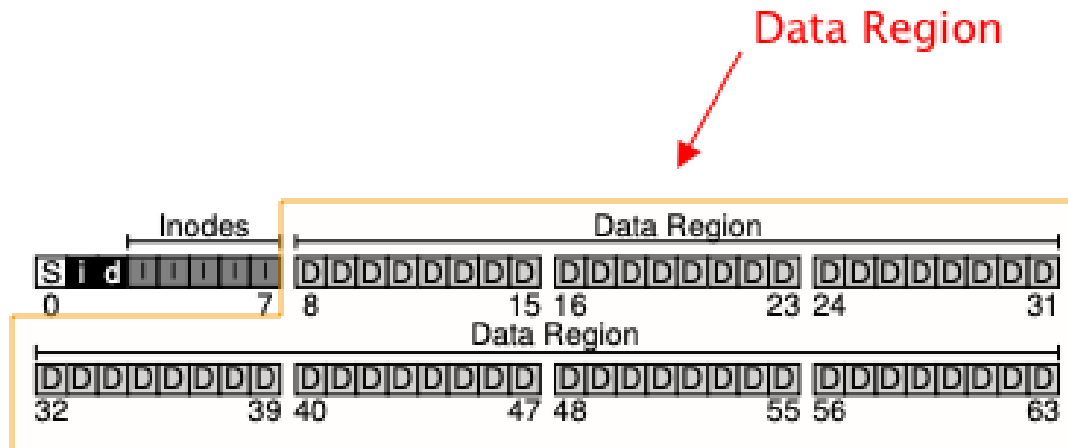 Data Region
Inodes Data Region
S i d I I I I I D D D D D D D D D D D D D D D D D D D D D D D D
0 7 8 15 16 23 24 31
Data Region
D D D D D D D D D D D D D D D D D D D D D D D D D D D D D D D D
32 39 40 47 48 55 56 63